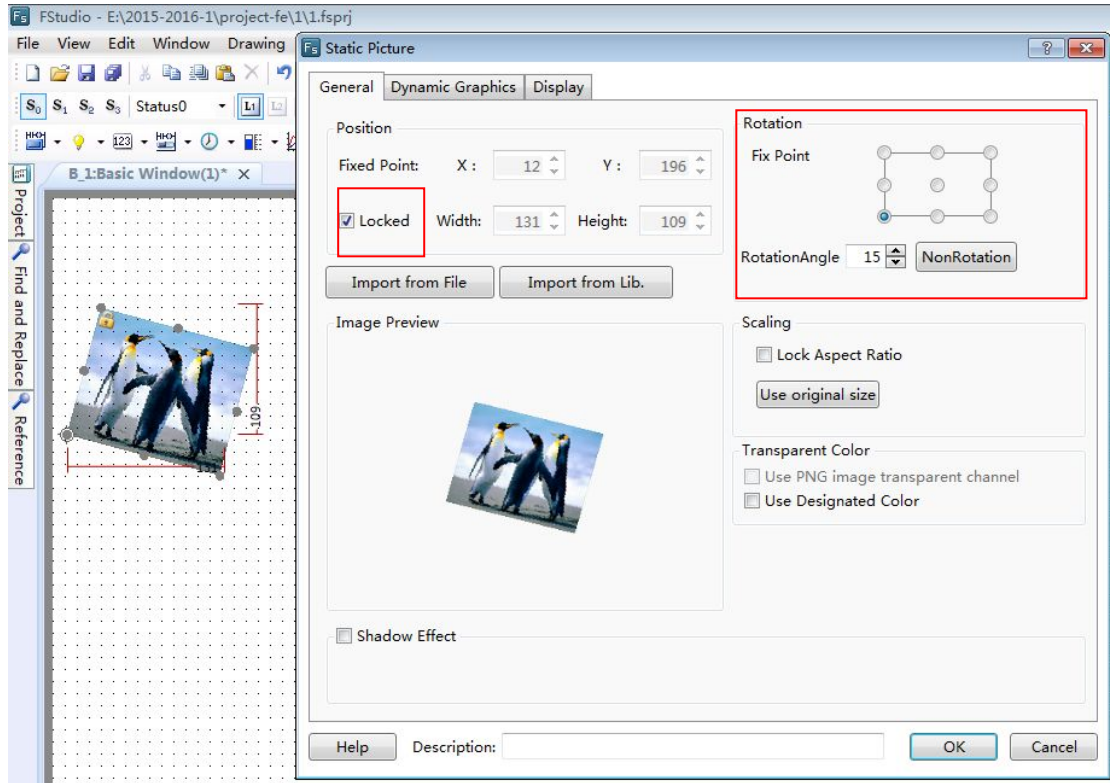 FStudio - E:\2015-2016-1\project-fe\1\1.fsprj
File View Edit Window Drawing
S0 S1 S2 S3 Status0 L1 L2
123
B_1:Basic Window(1)* X
Project
Find and Replace
Reference
109
131
Fs Static Picture
General Dynamic Graphics Display
Position
Fixed Point: X : 12 Y : 196
Locked Width: 131 Height: 109
Import from File Import from Lib.
Image Preview
Rotation
Fix Point
RotationAngle 15 NonRotation
Scaling
Lock Aspect Ratio
Use original size
Transparent Color
Use PNG image transparent channel
Use Designated Color
Shadow Effect
Help Description: OK Cancel